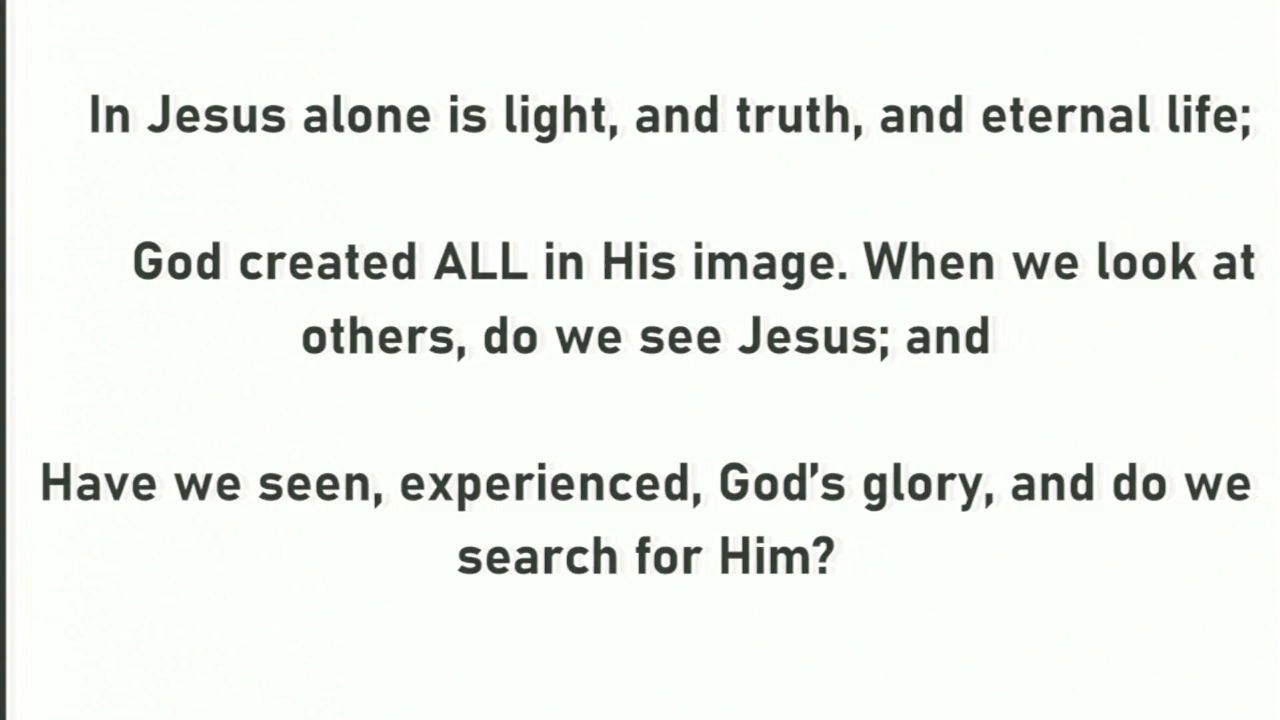 In Jesus alone is light, and truth, and eternal life;
God created ALL in His image. When we look at
others, do we see Jesus; and
Have we seen, experienced, God's glory, and do we
search for Him?